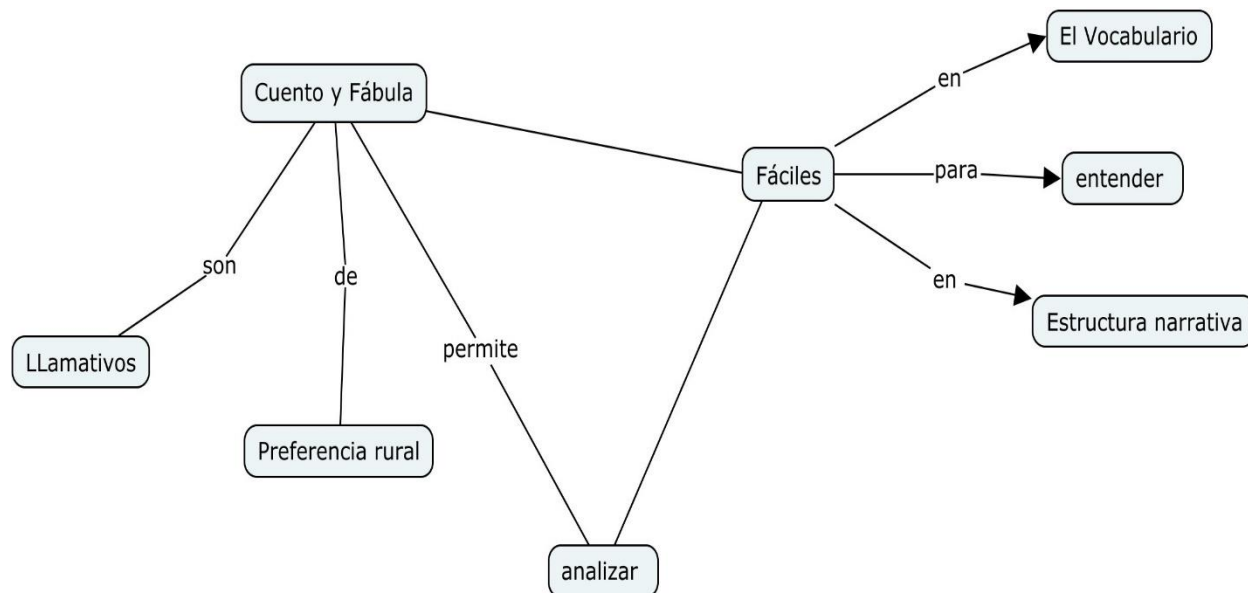 El Vocabulario
Cuento y Fábula
en
Fáciles
para
entender
son
de
en
Estructura narrativa
LLamativos
permite
Preferencia rural
analizar